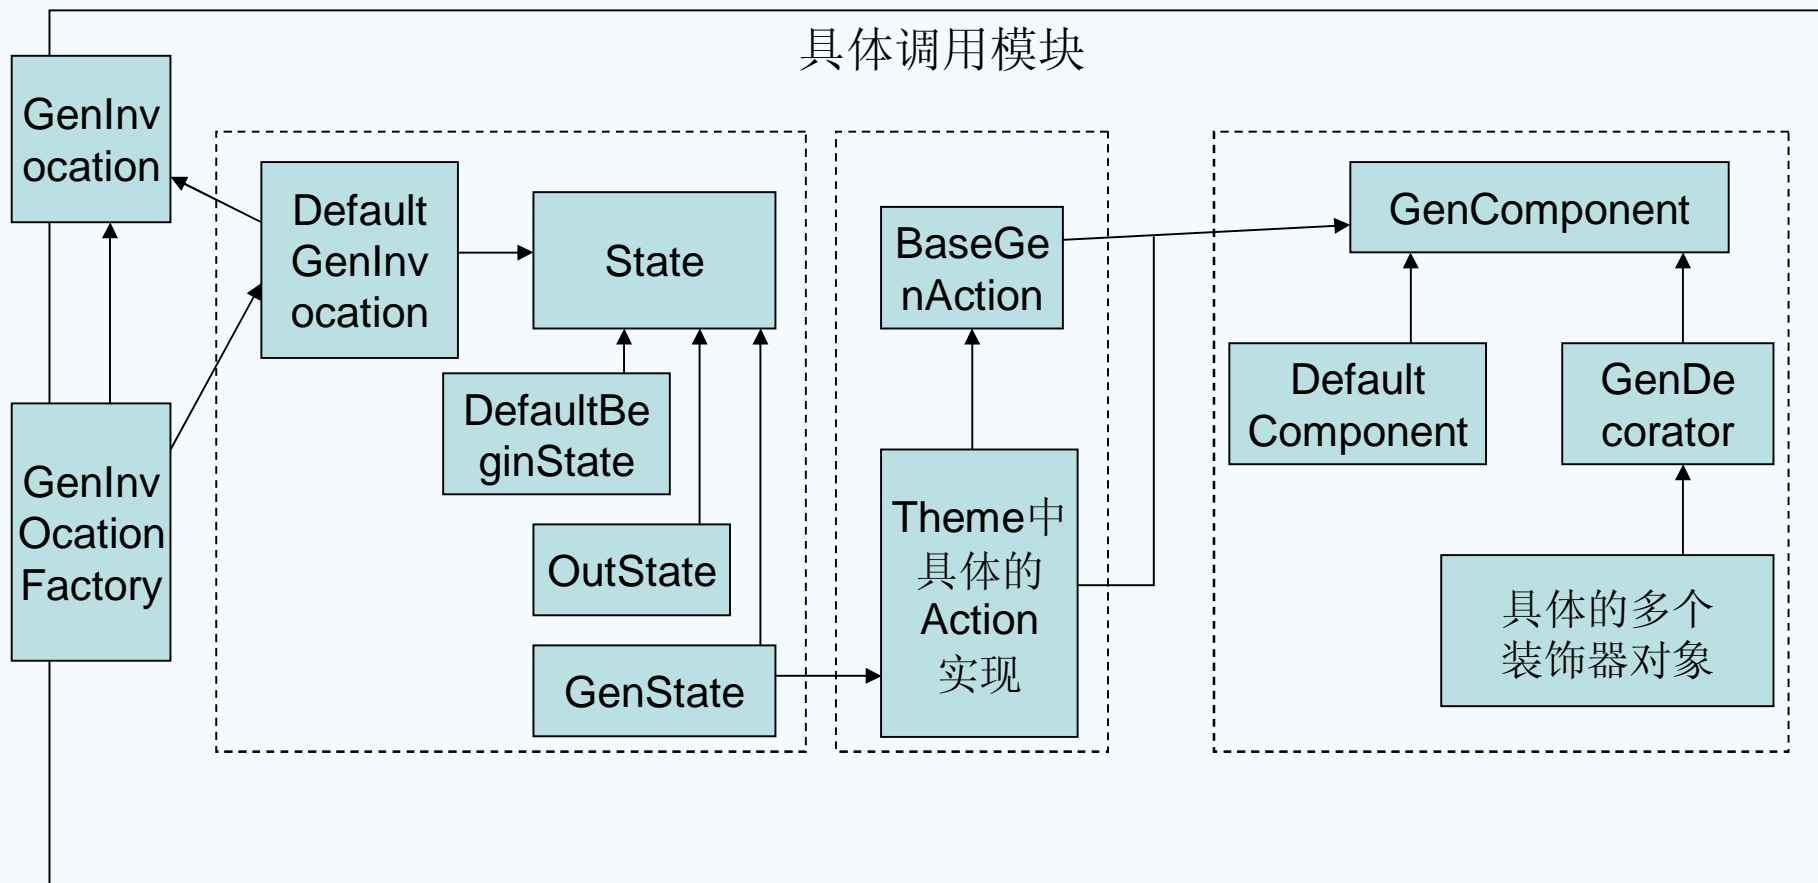 具体调用模块
GenInv
ocation
GenInv
Ocation
Factory
Default
GenInv
ocation
State
DefaultBe
ginState
OutState
GenState
BaseGe
nAction
Theme中
具体的
Action
实现
GenComponent
Default
Component
GenDe
corator
具体的多个
装饰器对象